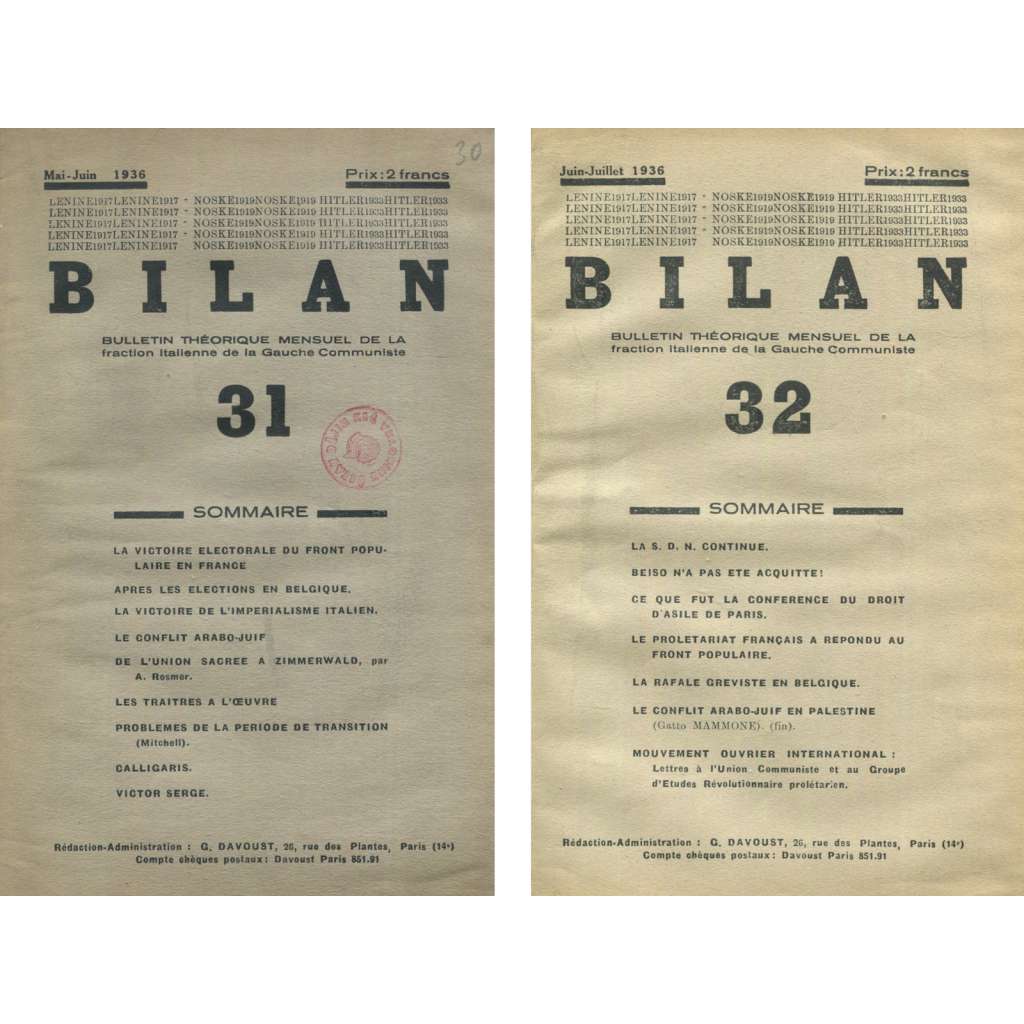 30
Mai-Juin 1936 Prix: 2 francs
LENINE1917LENINE1917 - NOSKE1919NOSKE1919 HITLER1933HITLER1933
LENINE1917LENINE1917 - NOSKE1919NOSKE1919 HITLER1933HITLER1933
LENINE1917LENINE1917 - NOSKE1919NOSKE1919 HITLER1933HITLER1933
LENINE1917LENINE1917 - NOSKE1919NOSKE1919 HITLER1933HITLER1933
LENINE1917LENINE1917 - NOSKE1919NOSKE1919 HITLER1933HITLER1933
BILAN
BULLETIN THÉORIQUE MENSUEL DE LA
fraction Italienne de la Gauche Communiste
31
SOMMAIRE
LA VICTOIRE ELECTORALE DU FRONT POPU-
LAIRE EN FRANCE
APRES LES ELECTIONS EN BELGIQUE.
LA VICTOIRE DE L'IMPERIALISME ITALIEN.
LE CONFLIT ARABO-JUIF
DE L'UNION SACREE A ZIMMERWALD, par
A. Rosmer.
LES TRAITRES A L'ŒUVRE
PROBLEMES DE LA PERIODE DE TRANSITION
(Mitchell).
CALLIGARIS.
VICTOR SERGE.
Rédaction-Administration : G. DAVOUST, 26, rue des Plantes, Paris (14e)
Compte chèques postaux : Davoust Paris 851.91
Juin-Juillet 1936 Prix: 2 francs
LENINE1917LENINE1917 - NOSKE1919NOSKE1919 HITLER1933HITLER1933
LENINE1917LENINE1917 - NOSKE1919NOSKE1919 HITLER1933HITLER1933
LENINE1917LENINE1917 - NOSKE1919NOSKE1919 HITLER1933HITLER1933
LENINE1917LENINE1917 - NOSKE1919NOSKE1919 HITLER1933HITLER1933
LENINE1917LENINE1917 NOSKE1919NOSKE1919 HITLER1933HITLER1933
BILAN
BULLETIN THÉORIQUE MENSUEL DE LA
fraction Italienne de la Gauche Communiste
32
SOMMAIRE
LA S. D. N. CONTINUE.
BEISO N'A PAS ETE ACQUITTE !
CE QUE FUT LA CONFERENCE DU DROIT
D'ASILE DE PARIS.
LE PROLETARIAT FRANÇAIS A REPONDU AU
FRONT POPULAIRE.
LA RAFALE GREVISTE EN BELGIQUE.
LE CONFLIT ARABO-JUIF EN PALESTINE
(Gatto MAMMONE). (fin).
MOUVEMENT OUVRIER INTERNATIONAL :
Lettres à l'Union Communiste et au Groupe
d'Etudes Révolutionnaire prolétarien.
Rédaction-Administration : G. DAVOUST, 26, rue des Plantes, Paris (14e)
Compte chèques postaux : Davoust Paris 851.91